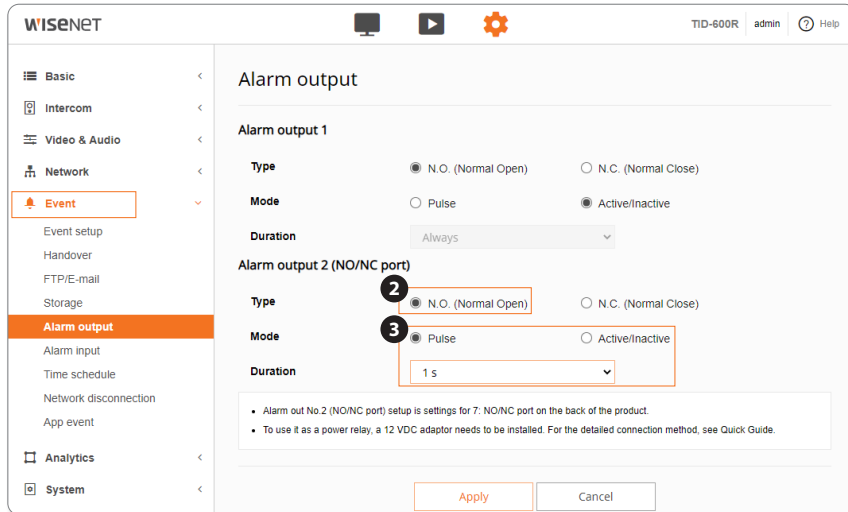 WISENET
TID-600R admin ? Help
Basic
Intercom
Video & Audio
Network
Event
Event setup
Handover
FTP/E-mail
Storage
Alarm output
Alarm input
Time schedule
Network disconnection
App event
Analytics
System
Alarm output
Alarm output 1
Type N.O. (Normal Open) N.C. (Normal Close)
Mode Pulse Active/Inactive
Duration Always
Alarm output 2 (NO/NC port)
Type 2 N.O. (Normal Open) N.C. (Normal Close)
Mode 3 Pulse Active/Inactive
Duration 1 s
• Alarm out No.2 (NO/NC port) setup is settings for 7: NO/NC port on the back of the product.
• To use it as a power relay, a 12 VDC adaptor needs to be installed. For the detailed connection method, see Quick Guide.
Apply Cancel